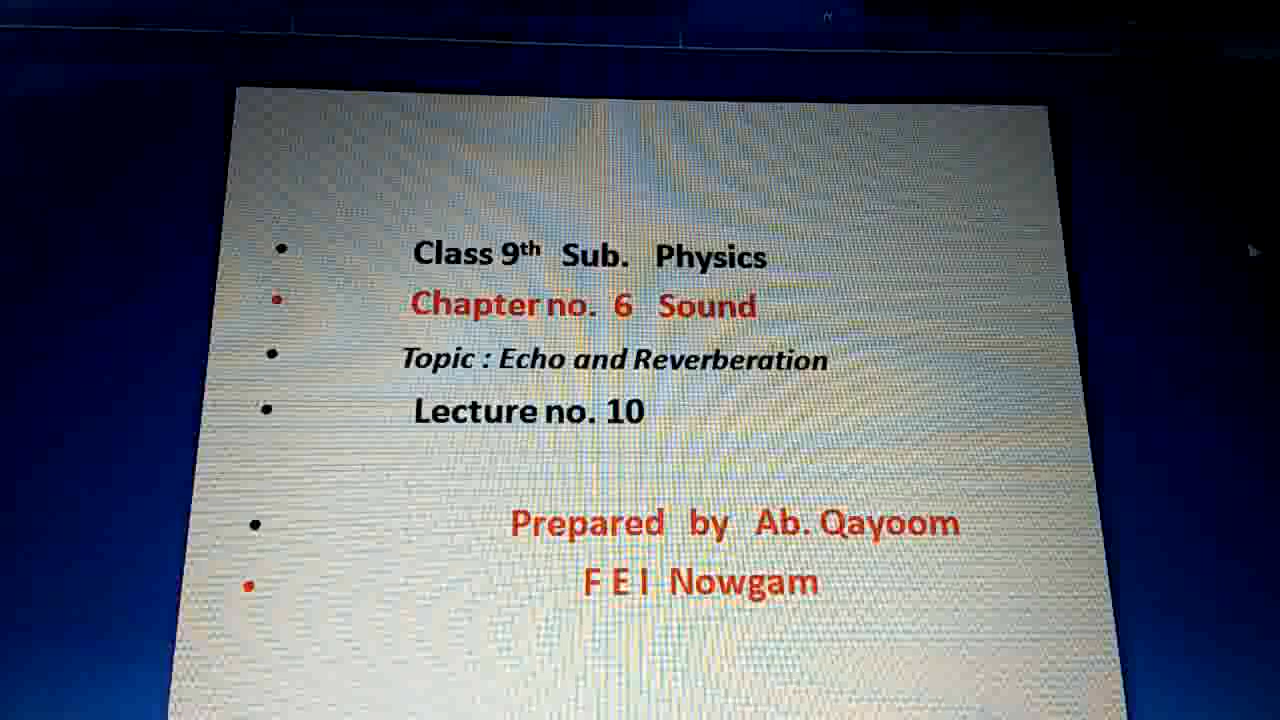 • Class 9th Sub. Physics
• Chapter no. 6 Sound
• Topic : Echo and Reverberation
• Lecture no. 10
• Prepared by Ab. Qayoom
• F E I Nowgam